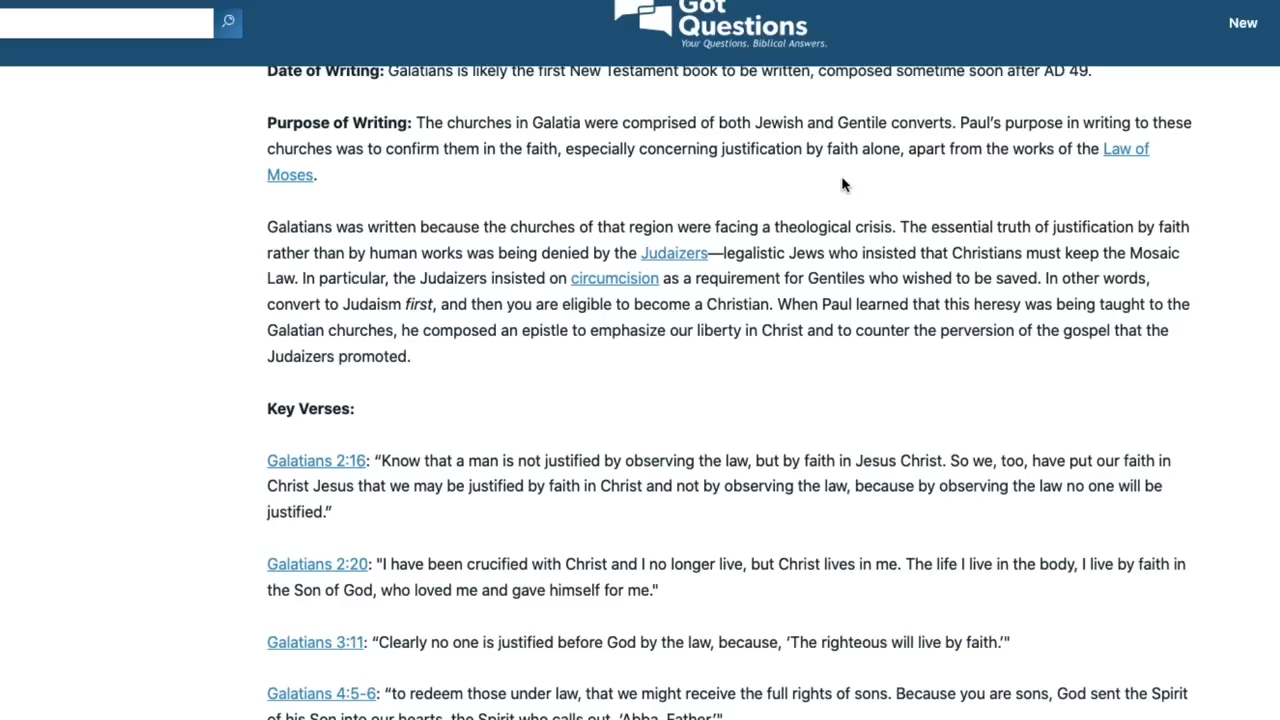 Got
Questions
Your Questions. Biblical Answers.
New
Date of Writing: Galatians is likely the first New Testament book to be written, composed sometime soon after AD 49.
Purpose of Writing: The churches in Galatia were comprised of both Jewish and Gentile converts. Paul’s purpose in writing to these
churches was to confirm them in the faith, especially concerning justification by faith alone, apart from the works of the Law of
Moses.
Galatians was written because the churches of that region were facing a theological crisis. The essential truth of justification by faith
rather than by human works was being denied by the Judaizers—legalistic Jews who insisted that Christians must keep the Mosaic
Law. In particular, the Judaizers insisted on circumcision as a requirement for Gentiles who wished to be saved. In other words,
convert to Judaism first, and then you are eligible to become a Christian. When Paul learned that this heresy was being taught to the
Galatian churches, he composed an epistle to emphasize our liberty in Christ and to counter the perversion of the gospel that the
Judaizers promoted.
Key Verses:
Galatians 2:16: “Know that a man is not justified by observing the law, but by faith in Jesus Christ. So we, too, have put our faith in
Christ Jesus that we may be justified by faith in Christ and not by observing the law, because by observing the law no one will be
justified.”
Galatians 2:20: "I have been crucified with Christ and I no longer live, but Christ lives in me. The life I live in the body, I live by faith in
the Son of God, who loved me and gave himself for me."
Galatians 3:11: “Clearly no one is justified before God by the law, because, ‘The righteous will live by faith.’"
Galatians 4:5-6: “to redeem those under law, that we might receive the full rights of sons. Because you are sons, God sent the Spirit
of his Son into our hearts, the Spirit who calls out, ‘Abba, Father.’"